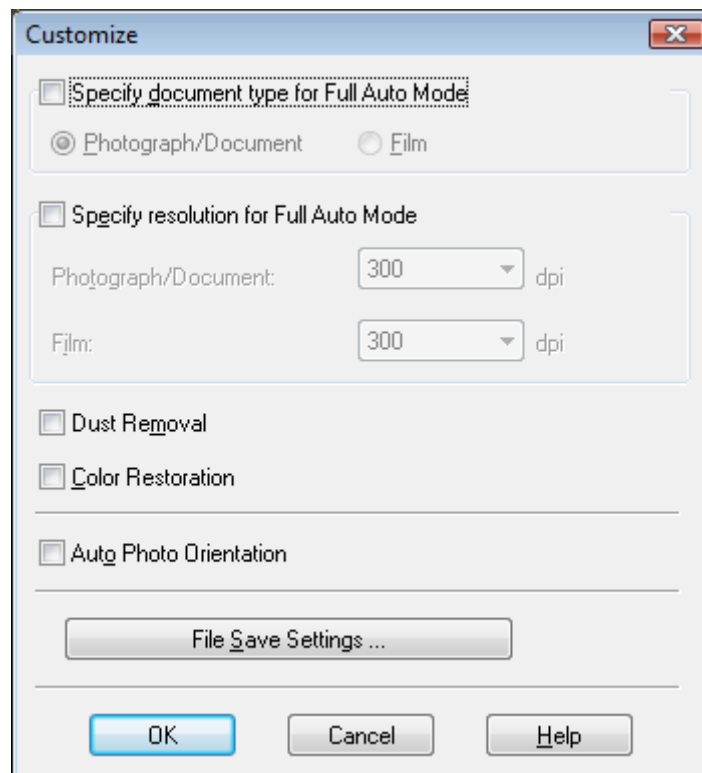 Customize
Specify document type for Full Auto Mode
Photograph/Document Film
Specify resolution for Full Auto Mode
Photograph/Document: 300 dpi
Film: 300 dpi
Dust Removal
Color Restoration
Auto Photo Orientation
File Save Settings ...
OK Cancel Help